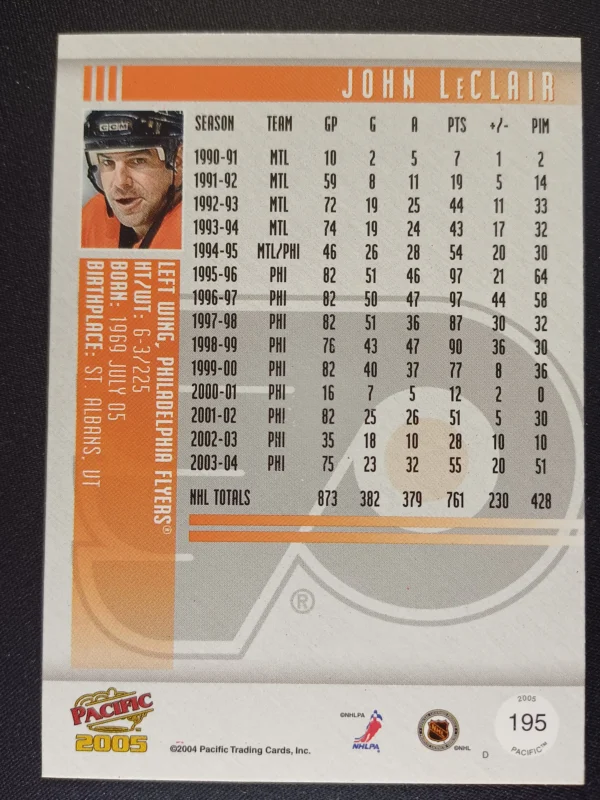 JOHN LeCLAIR
CCM
SEASON TEAM GP G A PTS +/- PIM
1990-91 MTL 10 2 5 7 1 2
1991-92 MTL 59 8 11 19 5 14
1992-93 MTL 72 19 25 44 11 33
1993-94 MTL 74 19 24 43 17 32
1994-95 MTL/PHI 46 26 28 54 20 30
1995-96 PHI 82 51 46 97 21 64
1996-97 PHI 82 50 47 97 44 58
1997-98 PHI 82 51 36 87 30 32
1998-99 PHI 76 43 47 90 36 30
1999-00 PHI 82 40 37 77 8 36
2000-01 PHI 16 7 5 12 2 0
2001-02 PHI 82 25 26 51 5 30
2002-03 PHI 35 18 10 28 10 10
2003-04 PHI 75 23 32 55 20 51
NHL TOTALS 873 382 379 761 230 428
LEFT WING, PHILADELPHIA FLYERS®
HT/WT: 6-3/225
BORN: 1969 JULY 05
BIRTHPLACE: ST. ALBANS, VT
®
PACIFIC™
2005
©2004 Pacific Trading Cards, Inc.
©NHLPA
NHLPA
NHL
©NHL
D
2005
195
PACIFIC™